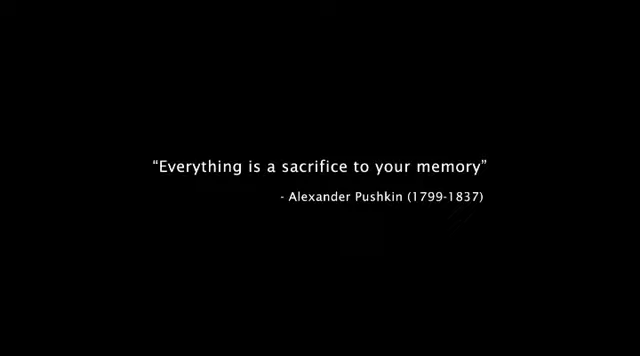 “Everything is a sacrifice to your memory”
- Alexander Pushkin (1799-1837)